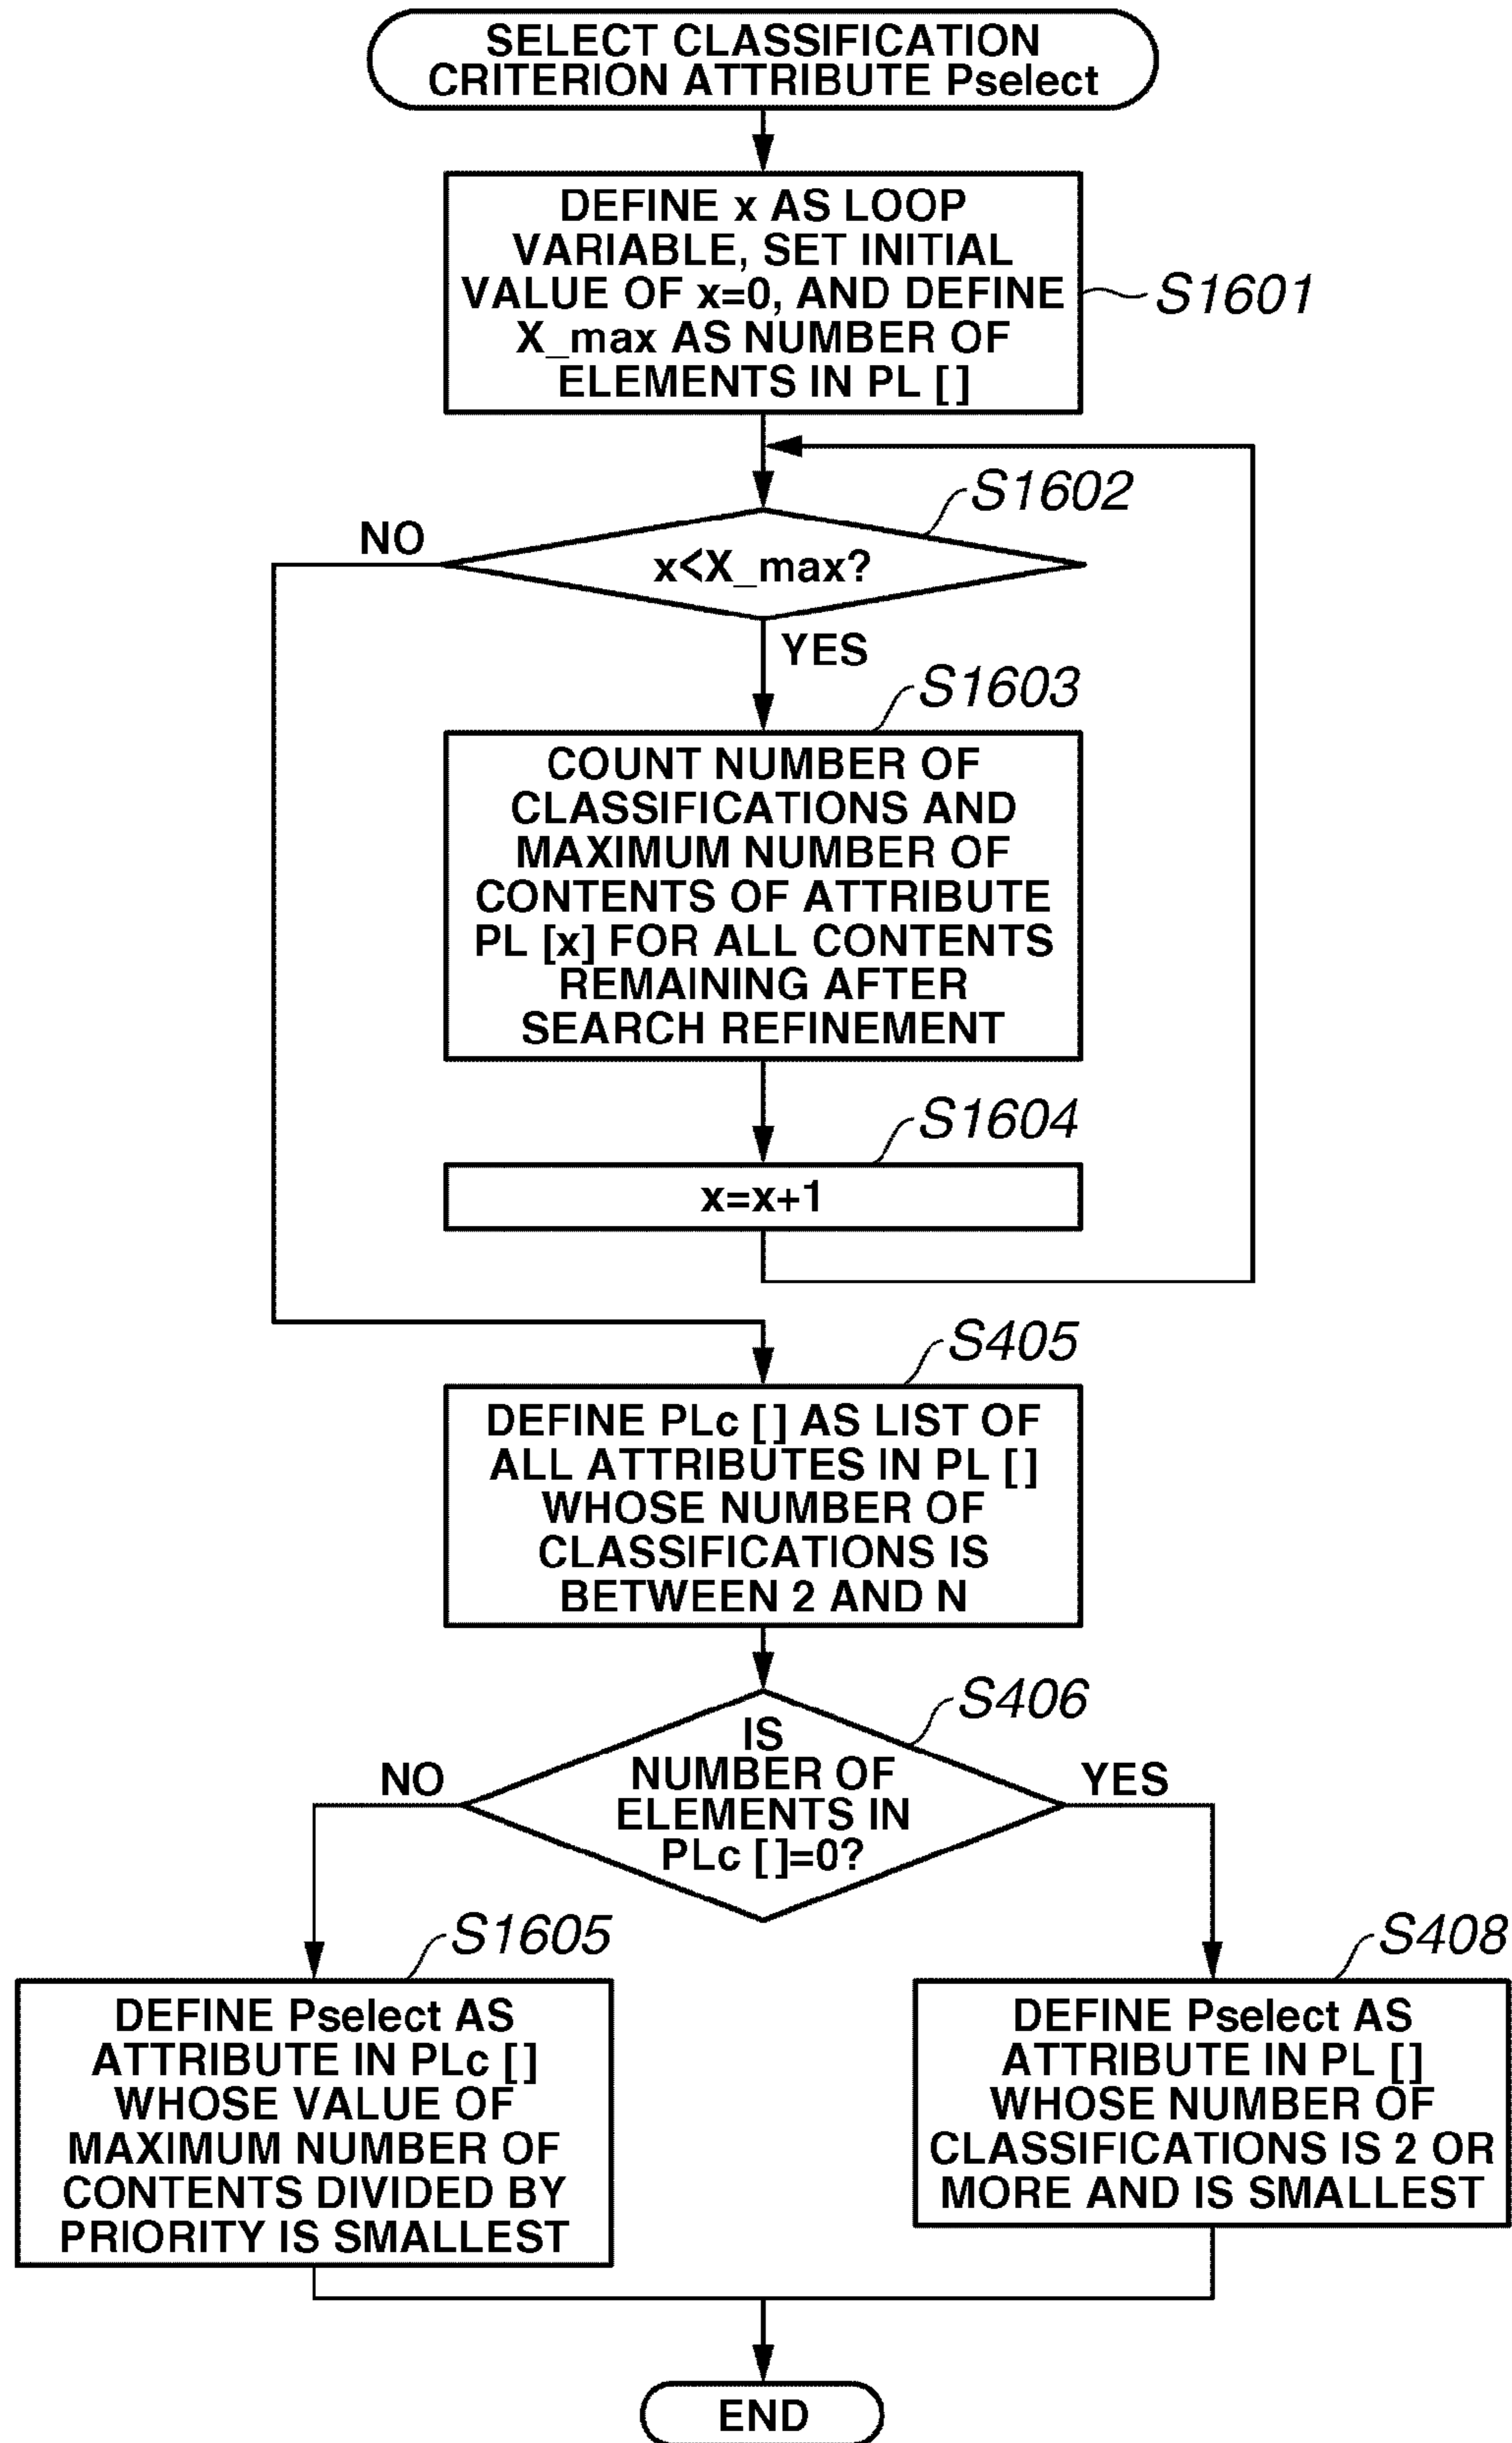 SELECT CLASSIFICATION
CRITERION ATTRIBUTE Pselect
DEFINE x AS LOOP
VARIABLE, SET INITIAL
VALUE OF x=0, AND DEFINE
X_max AS NUMBER OF
ELEMENTS IN PL [ ]
S1601
S1602
NO
x<X_max?
YES
S1603
COUNT NUMBER OF
CLASSIFICATIONS AND
MAXIMUM NUMBER OF
CONTENTS OF ATTRIBUTE
PL [x] FOR ALL CONTENTS
REMAINING AFTER
SEARCH REFINEMENT
S1604
x=x+1
S405
DEFINE PLc [ ] AS LIST OF
ALL ATTRIBUTES IN PL [ ]
WHOSE NUMBER OF
CLASSIFICATIONS IS
BETWEEN 2 AND N
S406
IS
NUMBER OF
ELEMENTS IN
PLc [ ]=0?
NO
YES
S1605
DEFINE Pselect AS
ATTRIBUTE IN PLc [ ]
WHOSE VALUE OF
MAXIMUM NUMBER OF
CONTENTS DIVIDED BY
PRIORITY IS SMALLEST
S408
DEFINE Pselect AS
ATTRIBUTE IN PL [ ]
WHOSE NUMBER OF
CLASSIFICATIONS IS 2 OR
MORE AND IS SMALLEST
END